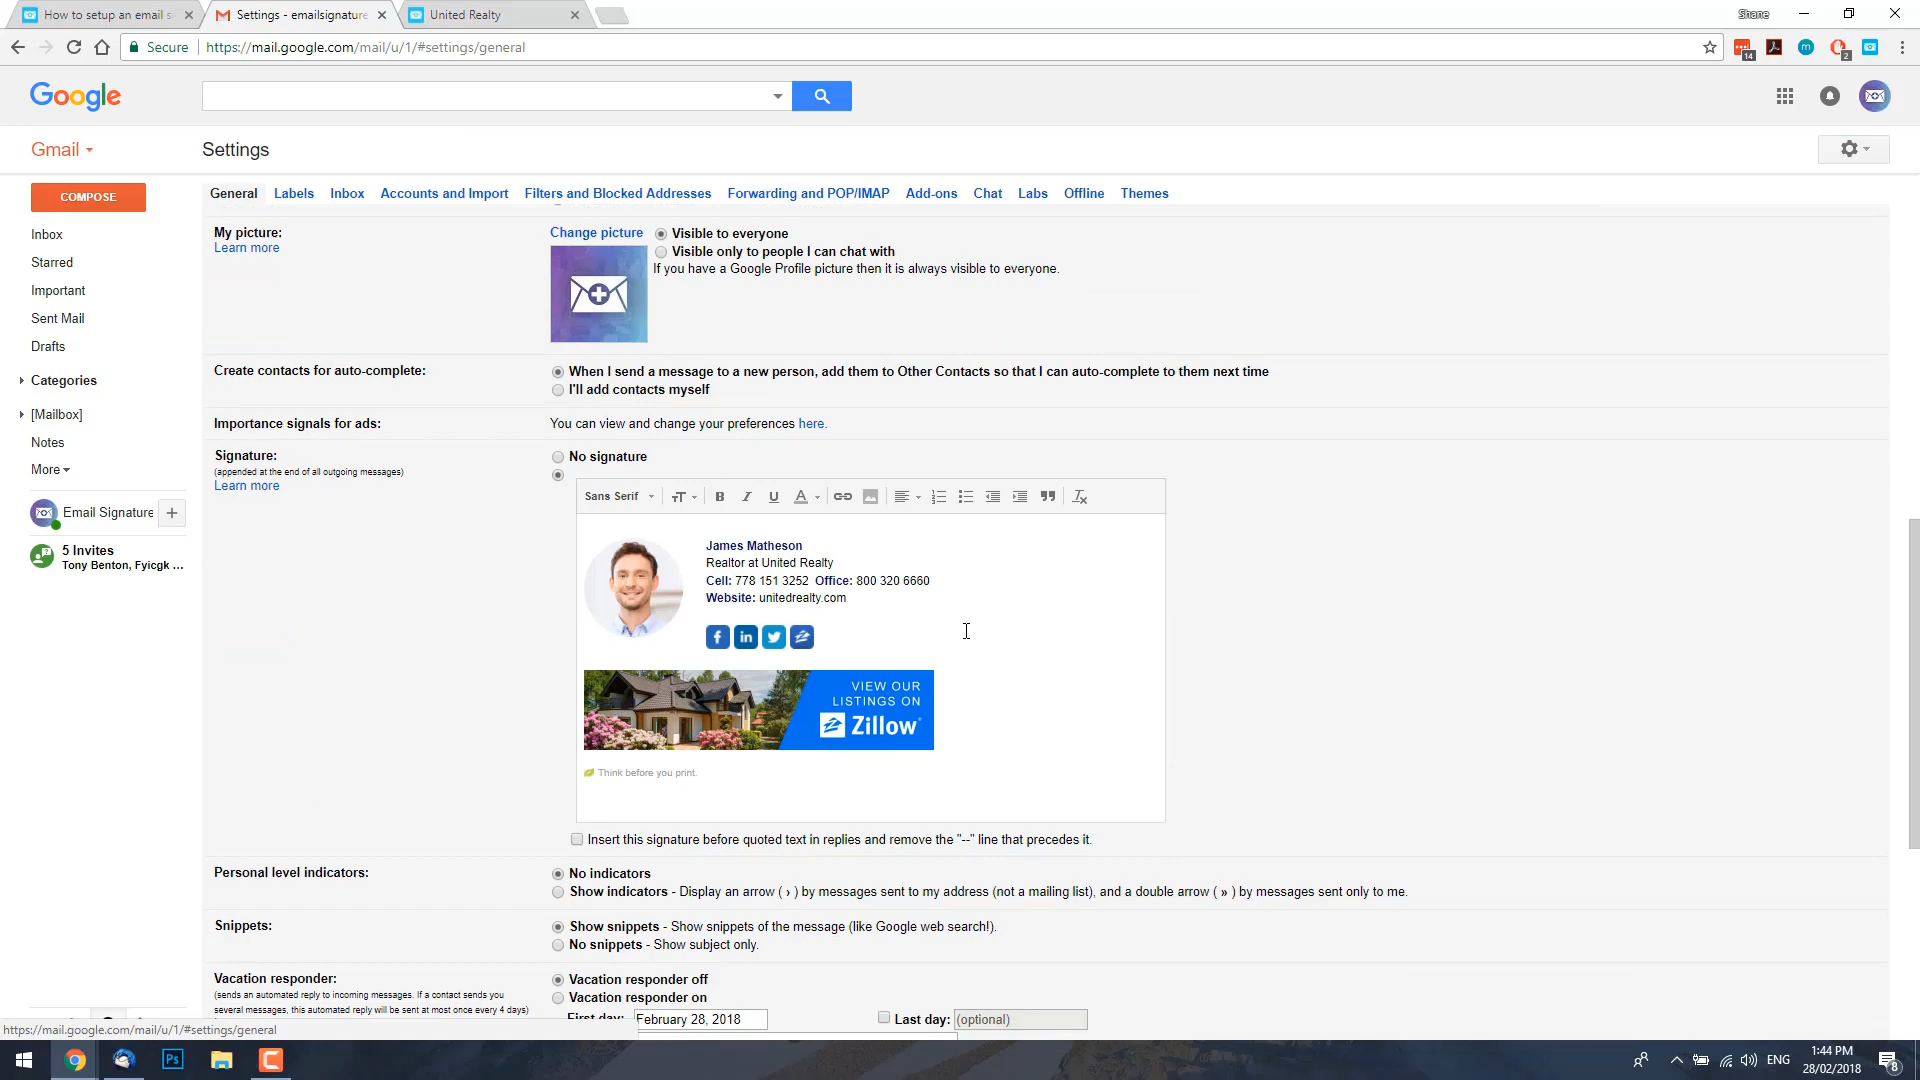 How to setup an email s
Settings - emailsignature
United Realty
Shane
Secure
https://mail.google.com/mail/u/1/#settings/general
14
m
2
Google
Gmail
Settings
COMPOSE
General Labels Inbox Accounts and Import Filters and Blocked Addresses Forwarding and POP/IMAP Add-ons Chat Labs Offline Themes
Inbox
Starred
Important
Sent Mail
Drafts
Categories
[Mailbox]
Notes
More
Email Signature
5 Invites
Tony Benton, Fyicgk ...
My picture:
Learn more
Change picture
Visible to everyone
Visible only to people I can chat with
If you have a Google Profile picture then it is always visible to everyone.
Create contacts for auto-complete:
When I send a message to a new person, add them to Other Contacts so that I can auto-complete to them next time
I'll add contacts myself
Importance signals for ads:
You can view and change your preferences here.
Signature:
(appended at the end of all outgoing messages)
Learn more
No signature
Sans Serif
James Matheson
Realtor at United Realty
Cell: 778 151 3252 Office: 800 320 6660
Website: unitedrealty.com
VIEW OUR
LISTINGS ON
Zillow
Think before you print.
Insert this signature before quoted text in replies and remove the "--" line that precedes it.
Personal level indicators:
No indicators
Show indicators - Display an arrow ( › ) by messages sent to my address (not a mailing list), and a double arrow ( » ) by messages sent only to me.
Snippets:
Show snippets - Show snippets of the message (like Google web search!).
No snippets - Show subject only.
Vacation responder:
(sends an automated reply to incoming messages. If a contact sends you
several messages, this automated reply will be sent at most once every 4 days)
Vacation responder off
Vacation responder on
First day: February 28, 2018
Last day: (optional)
https://mail.google.com/mail/u/1/#settings/general
Ps
ENG
1:44 PM
28/02/2018
8